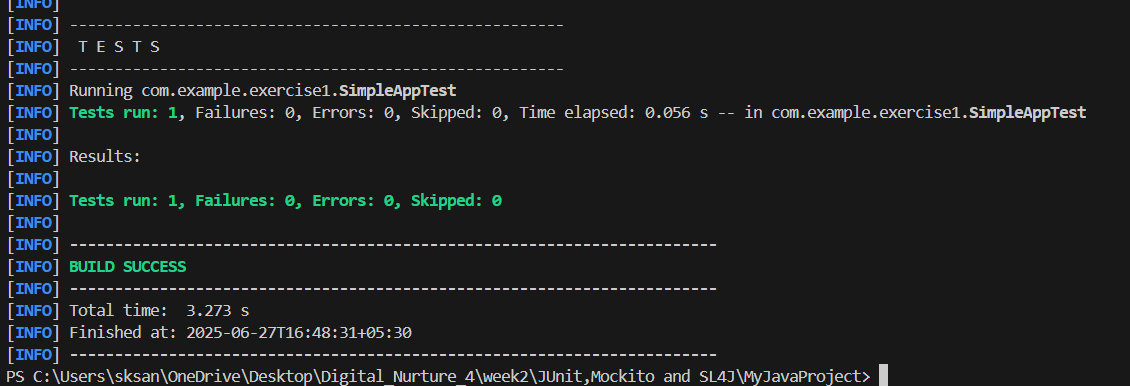 [INFO]
[INFO] -------------------------------------------------------
[INFO]  T E S T S
[INFO] -------------------------------------------------------
[INFO] Running com.example.exercise1.SimpleAppTest
[INFO] Tests run: 1, Failures: 0, Errors: 0, Skipped: 0, Time elapsed: 0.056 s -- in com.example.exercise1.SimpleAppTest
[INFO]
[INFO] Results:
[INFO]
[INFO] Tests run: 1, Failures: 0, Errors: 0, Skipped: 0
[INFO]
[INFO] ------------------------------------------------------------------------
[INFO] BUILD SUCCESS
[INFO] ------------------------------------------------------------------------
[INFO] Total time:  3.273 s
[INFO] Finished at: 2025-06-27T16:48:31+05:30
[INFO] ------------------------------------------------------------------------
PS C:\Users\sksan\OneDrive\Desktop\Digital_Nurture_4\week2\JUnit,Mockito and SL4J\MyJavaProject>